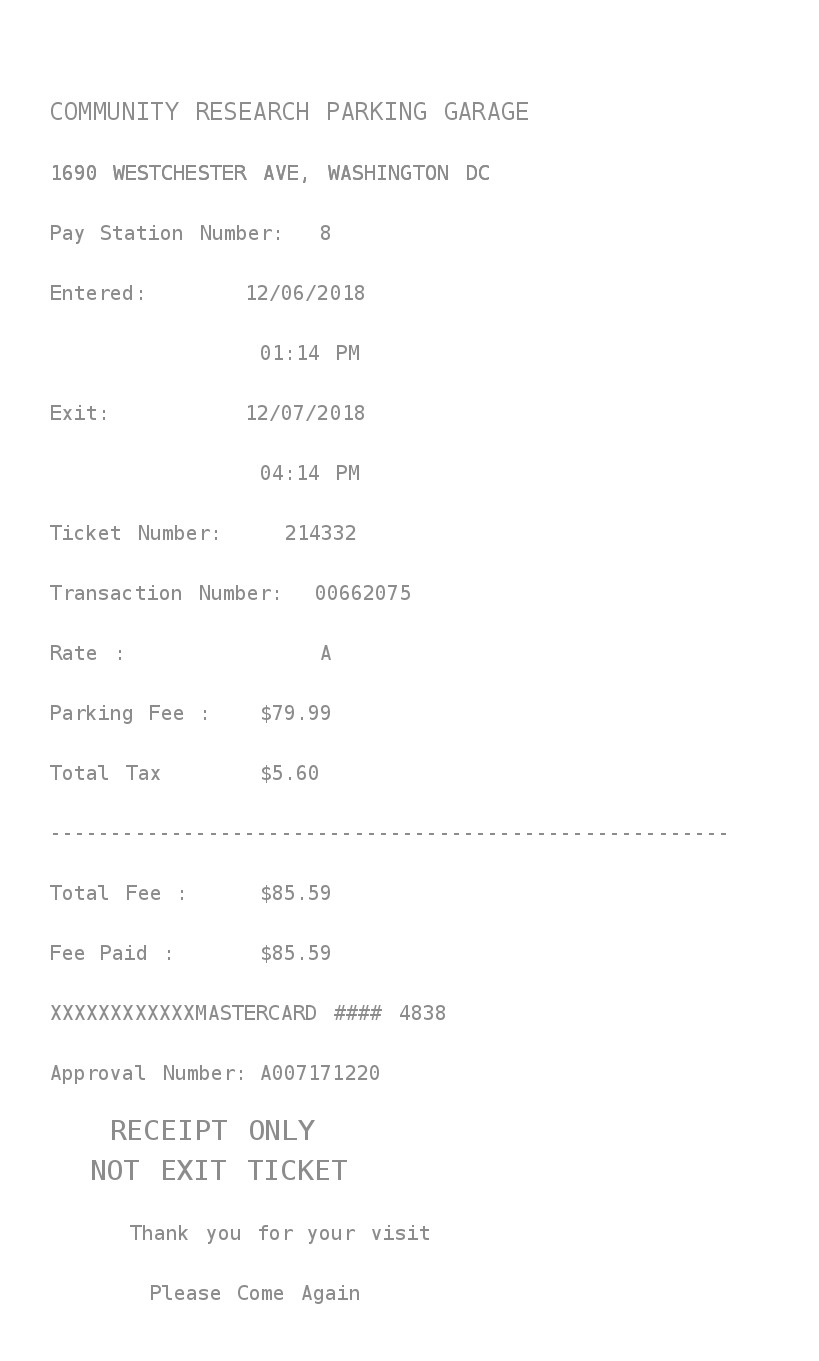 COMMUNITY RESEARCH PARKING GARAGE
1690 WESTCHESTER AVE, WASHINGTON DC
Pay Station Number: 8
Entered: 12/06/2018
01:14 PM
Exit: 12/07/2018
04:14 PM
Ticket Number: 214332
Transaction Number: 00662075
Rate : A
Parking Fee : $79.99
Total Tax $5.60
--------------------------------------------------------
Total Fee : $85.59
Fee Paid : $85.59
XXXXXXXXXXXXMASTERCARD #### 4838
Approval Number: A007171220
RECEIPT ONLY
NOT EXIT TICKET
Thank you for your visit
Please Come Again